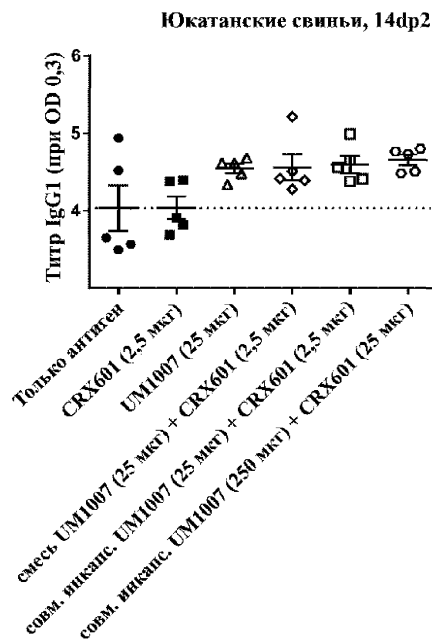 Юкатанские свиньи, 14dp2
Титр IgG1 (при OD 0,3)
6
5
4
Только антиген
CRX601 (2,5 мкг)
UM1007 (25 мкг)
смесь UM1007 (25 мкг) + CRX601 (2,5 мкг)
совм. инкапс. UM1007 (25 мкг) + CRX601 (2,5 мкг)
совм. инкапс. UM1007 (250 мкг) + CRX601 (25 мкг)